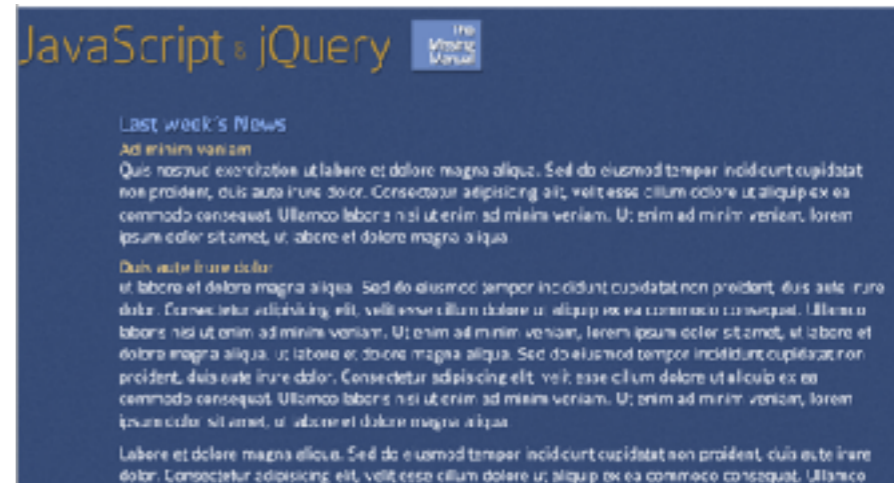 JavaScript & jQuery
the
Missing
Manual
Last week's News
Ad minim veniam
Quis nostrud exercitation ut labore et dolore magna aliqua. Sed do eiusmod tempor incididunt cupidatat
non proident, duis aute irure dolor. Consectetur adipisicing elit, velit esse cillum dolore ut aliquip ex ea
commodo consequat. Ullamco laboris nisi ut enim ad minim veniam. Ut enim ad minim veniam, lorem
ipsum dolor sit amet, ut labore et dolore magna aliqua
Duis aute irure dolor
ut labore et dolore magna aliqua. Sed do eiusmod tempor incididunt cupidatat non proident, duis aute irure
dolor. Consectetur adipisicing elit, velit esse cillum dolore ut aliquip ex ea commodo consequat. Ullamco
laboris nisi ut enim ad minim veniam. Ut enim ad minim veniam, lorem ipsum dolor sit amet, ut labore et
dolore magna aliqua. ut labore et dolore magna aliqua. Sed do eiusmod tempor incididunt cupidatat non
proident, duis aute irure dolor. Consectetur adipisicing elit, velit esse cillum dolore ut aliquip ex ea
commodo consequat. Ullamco laboris nisi ut enim ad minim veniam. Ut enim ad minim veniam, lorem
ipsum dolor sit amet, ut labore et dolore magna aliqua
Labore et dolore magna aliqua. Sed do eiusmod tempor incididunt cupidatat non proident, duis aute irure
dolor. Consectetur adipisicing elit, velit esse cillum dolore ut aliquip ex ea commodo consequat. Ullamco